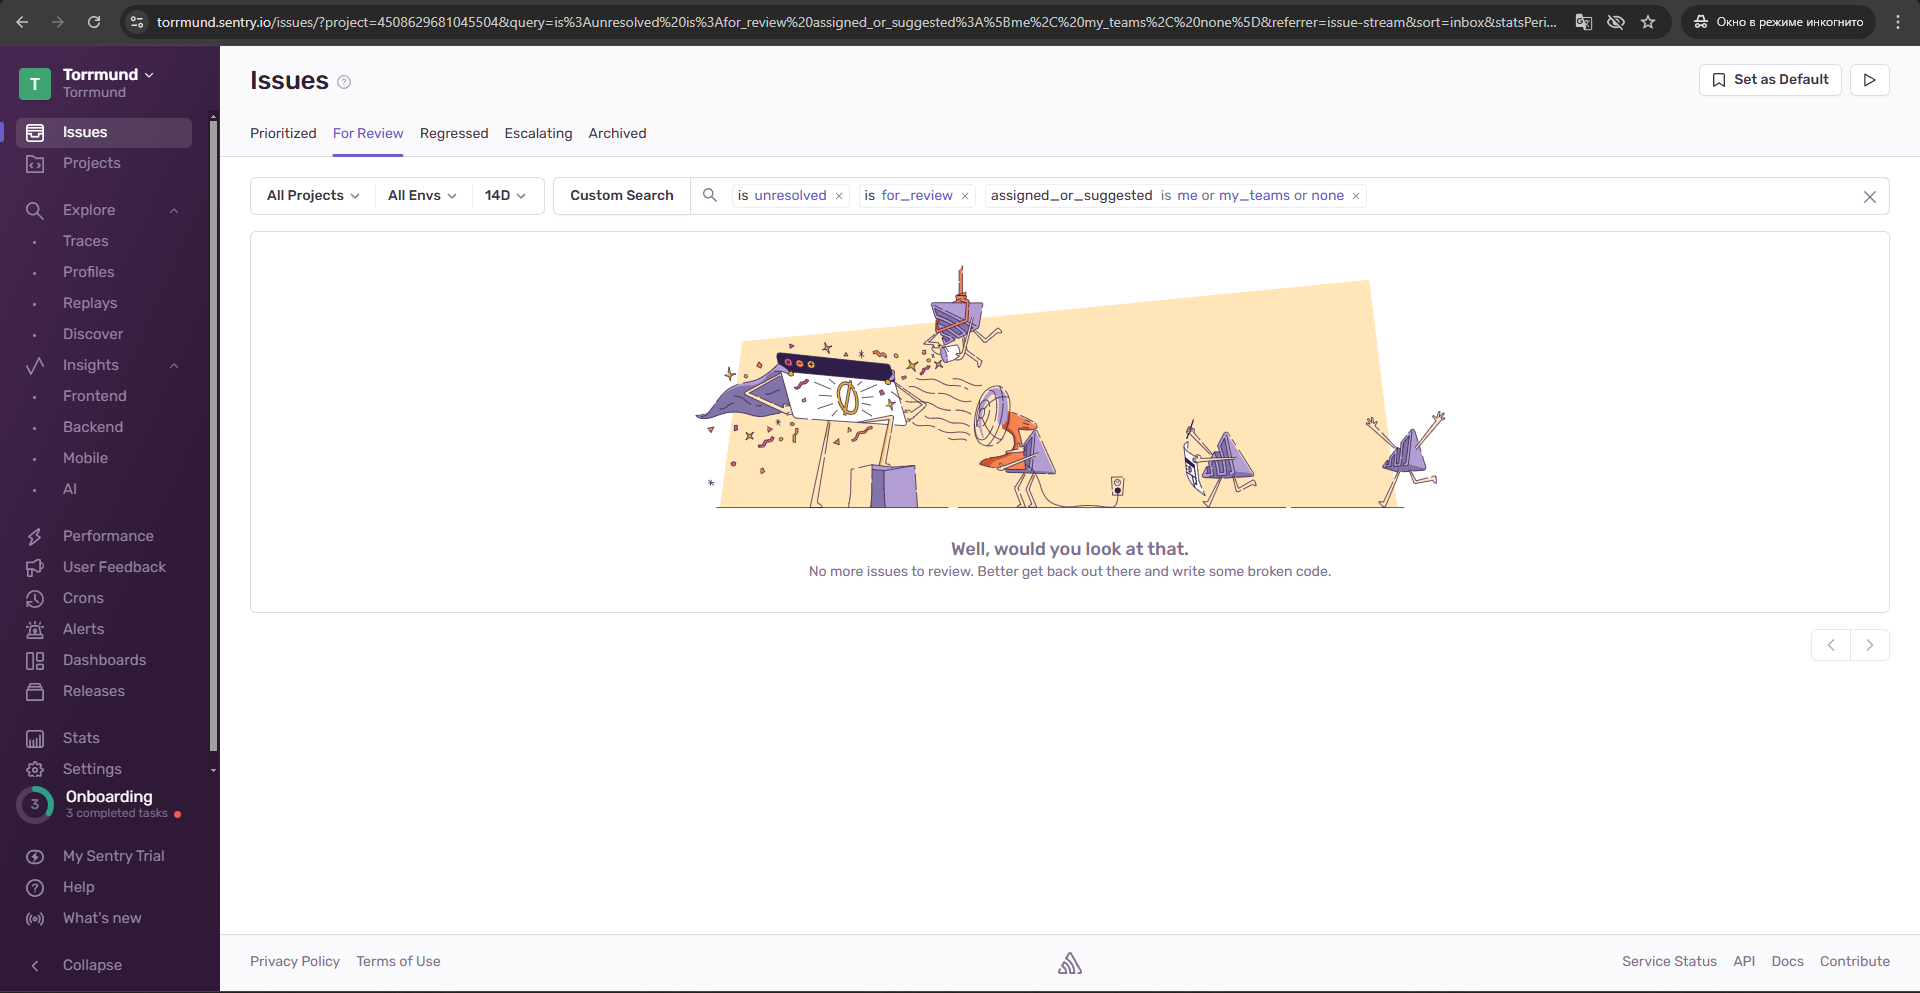 torrmund.sentry.io/issues/?project=4508629681045504&query=is%3Aunresolved%20is%3Afor_review%20assigned_or_suggested%3A%5Bme%2C%20my_teams%2C%20none%5D&referrer=issue-stream&sort=inbox&statsPeri...
Окно в режиме инкогнито
T
Torrmund
Torrmund
Issues
Projects
Explore
Traces
Profiles
Replays
Discover
Insights
Frontend
Backend
Mobile
AI
Performance
User Feedback
Crons
Alerts
Dashboards
Releases
Stats
Settings
3
Onboarding
3 completed tasks
My Sentry Trial
Help
What's new
Collapse
Issues
Set as Default
Prioritized For Review Regressed Escalating Archived
All Projects All Envs 14D Custom Search is unresolved is for_review assigned_or_suggested is me or my_teams or none
0
Well, would you look at that.
No more issues to review. Better get back out there and write some broken code.
Privacy Policy Terms of Use
Service Status API Docs Contribute